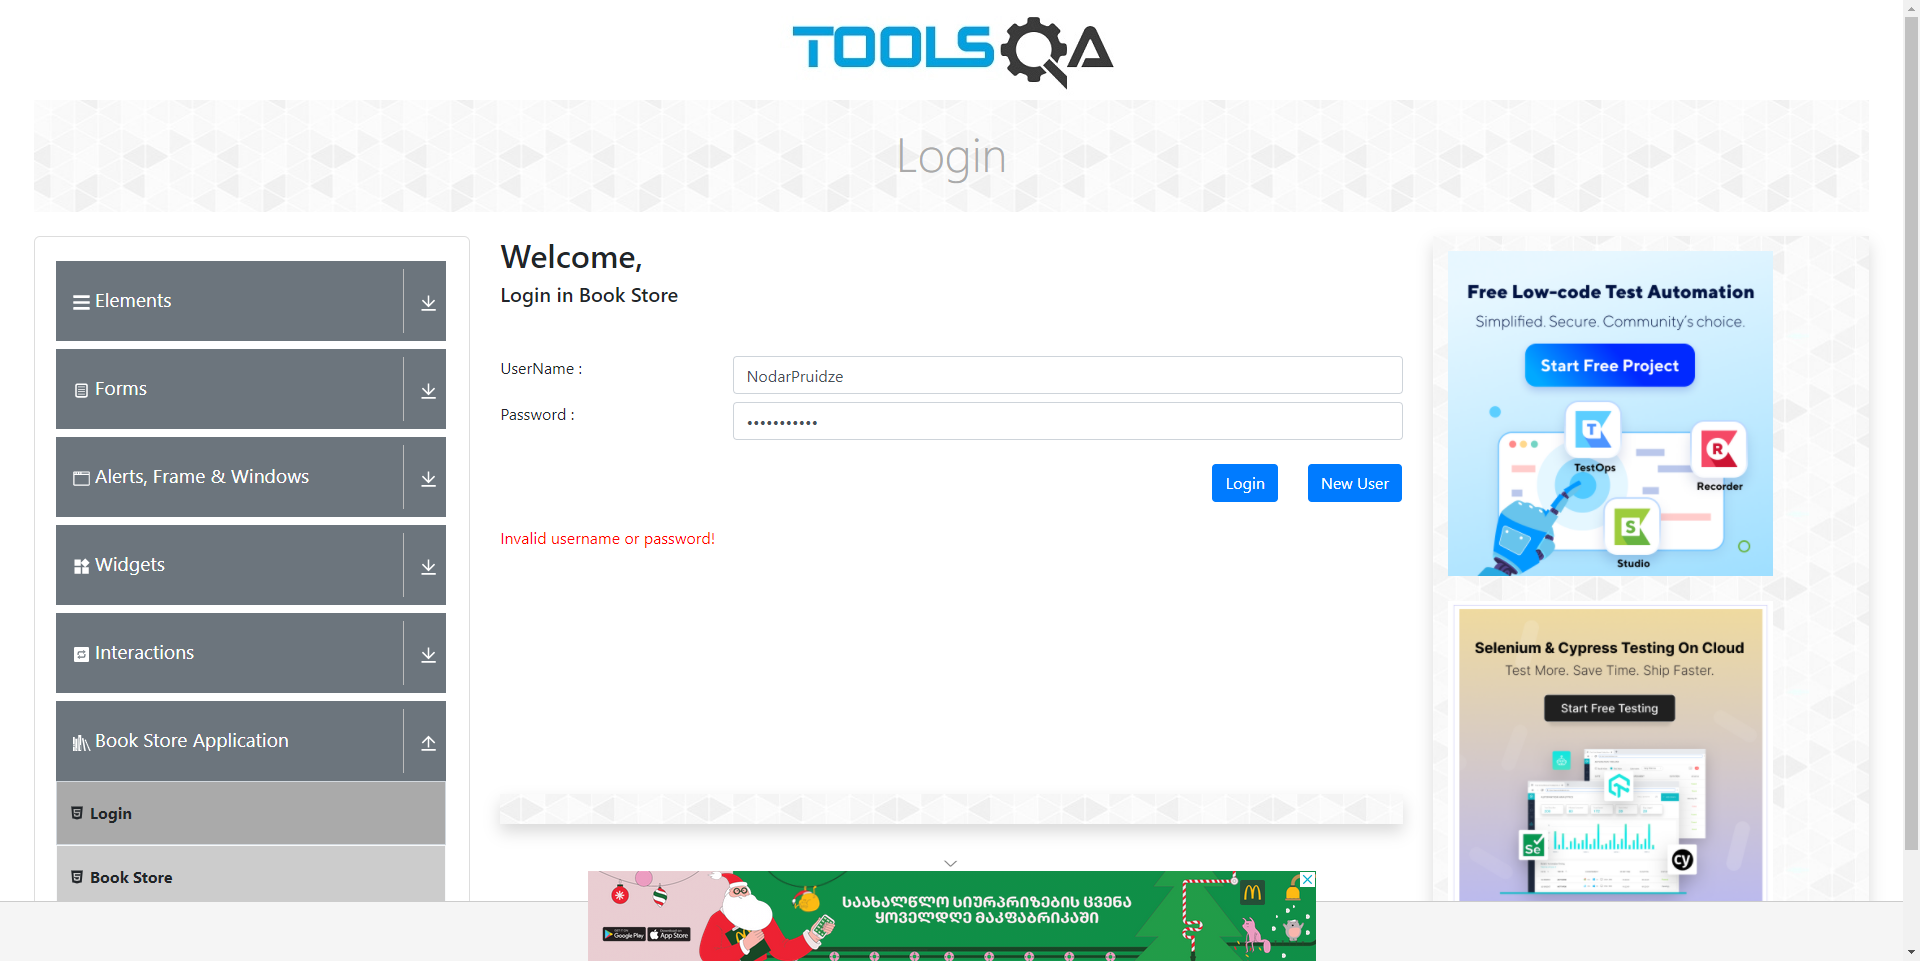 TOOLSQA
Login
Elements
Forms
Alerts, Frame & Windows
Widgets
Interactions
Book Store Application
Login
Book Store
Welcome,
Login in Book Store
UserName :
NodarPruidze
Password :
•••••••••••
Login
New User
Invalid username or password!
Free Low-code Test Automation
Simplified. Secure. Community's choice.
Start Free Project
TestOps
Recorder
Studio
Selenium & Cypress Testing On Cloud
Test More. Save Time. Ship Faster.
Start Free Testing
Se
cy
საახალწლო სიურპრიზების ცვენა
ყოველდღე მაკფაბრიკაში
Google Play
App Store